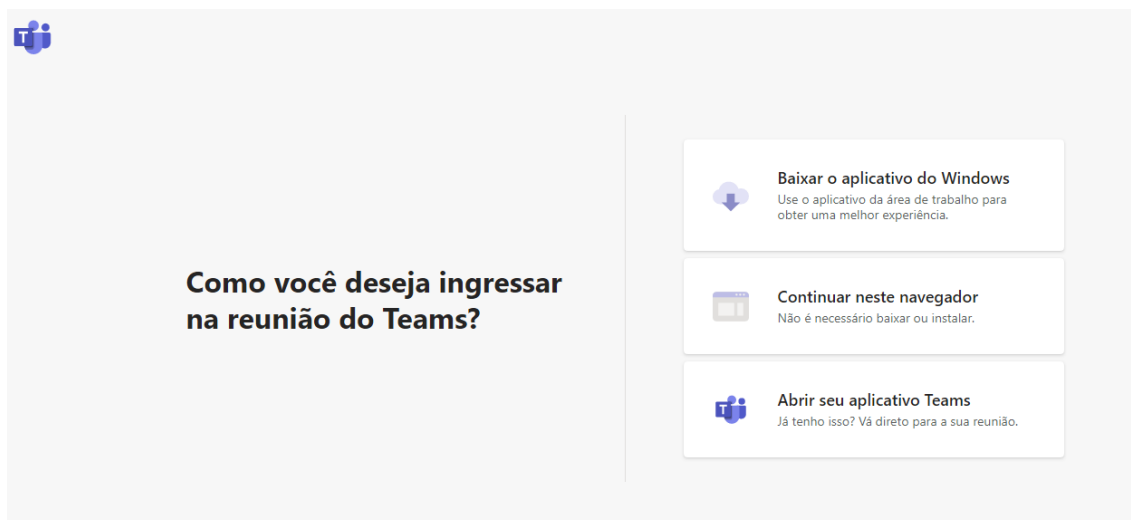 Como você deseja ingressar
na reunião do Teams?
Baixar o aplicativo do Windows
Use o aplicativo da área de trabalho para
obter uma melhor experiência.
Continuar neste navegador
Não é necessário baixar ou instalar.
Abrir seu aplicativo Teams
Já tenho isso? Vá direto para a sua reunião.